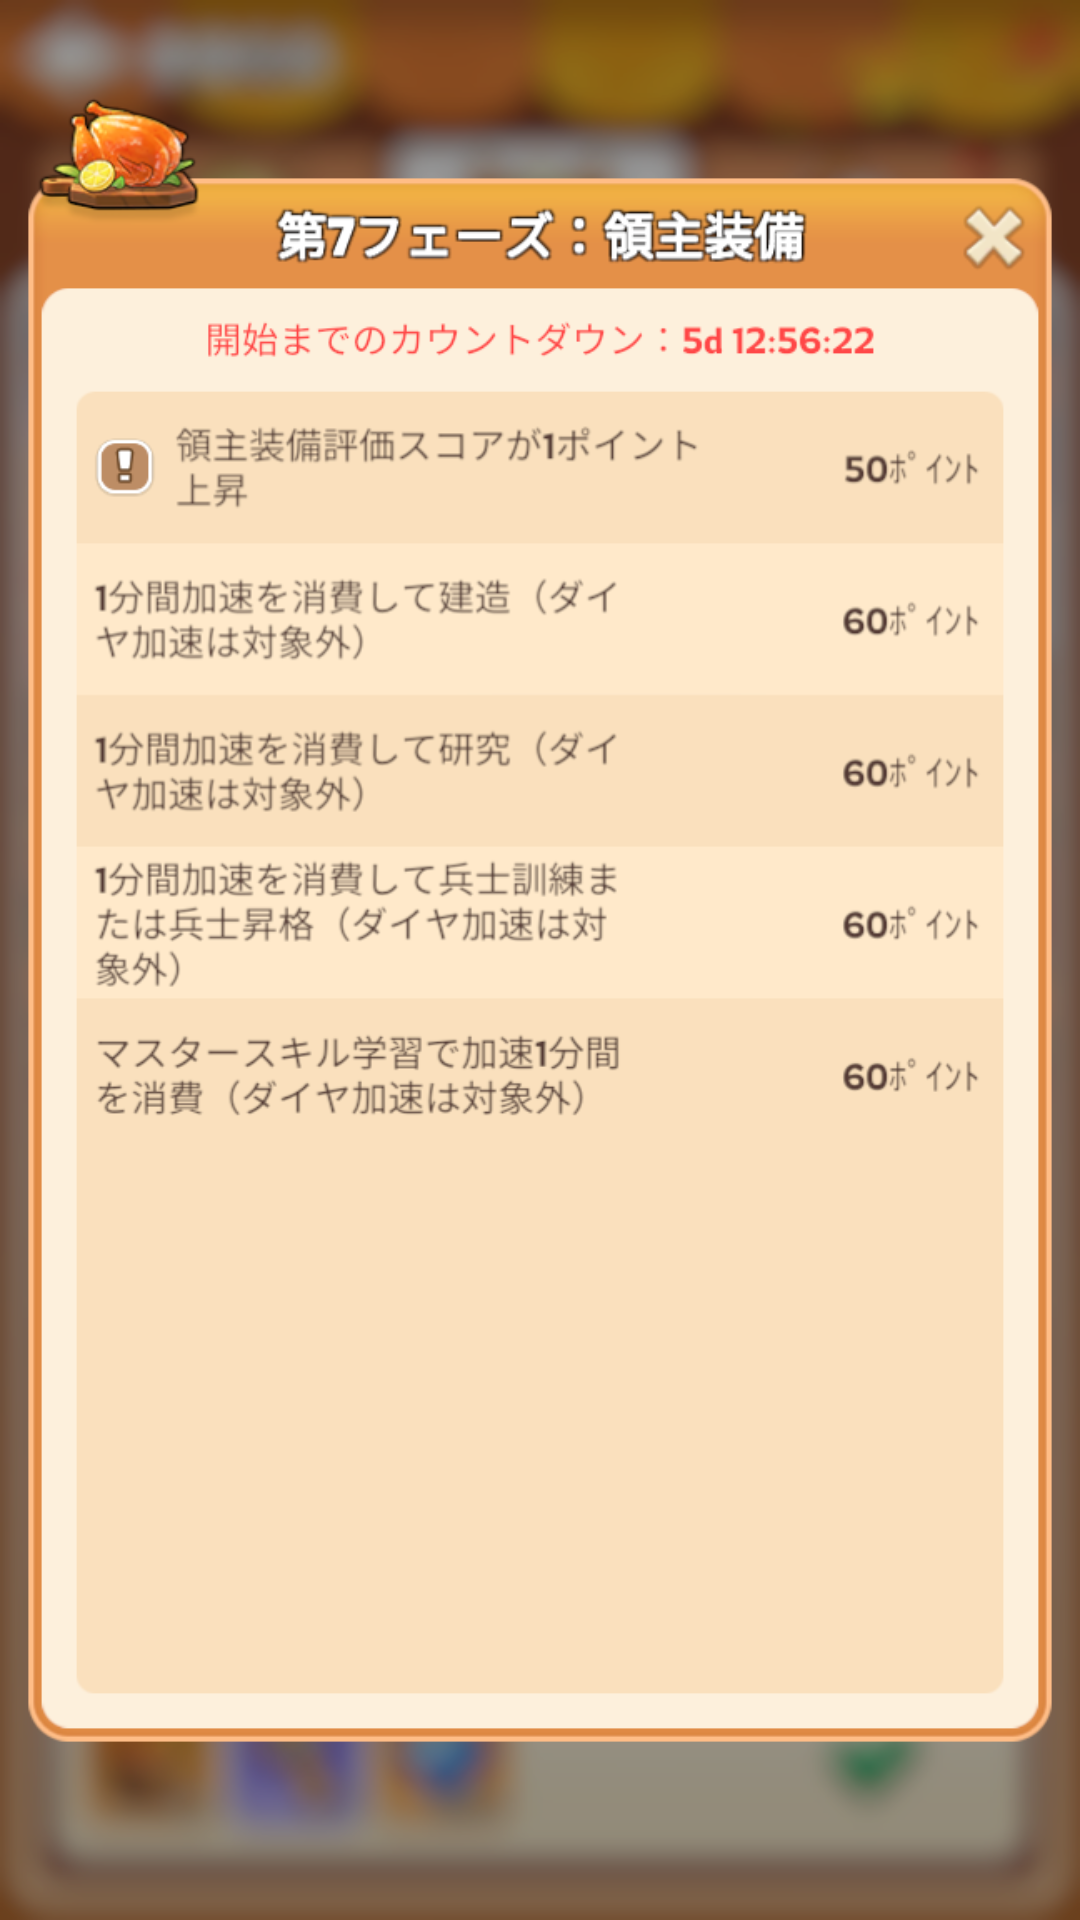 第7フェーズ：領主装備
開始までのカウントダウン：5d 12:56:22
領主装備評価スコアが1ポイント
上昇
50ﾎﾟｲﾝﾄ
1分間加速を消費して建造（ダイ
ヤ加速は対象外）
60ﾎﾟｲﾝﾄ
1分間加速を消費して研究（ダイ
ヤ加速は対象外）
60ﾎﾟｲﾝﾄ
1分間加速を消費して兵士訓練ま
たは兵士昇格（ダイヤ加速は対
象外）
60ﾎﾟｲﾝﾄ
マスタースキル学習で加速1分間
を消費（ダイヤ加速は対象外）
60ﾎﾟｲﾝﾄ